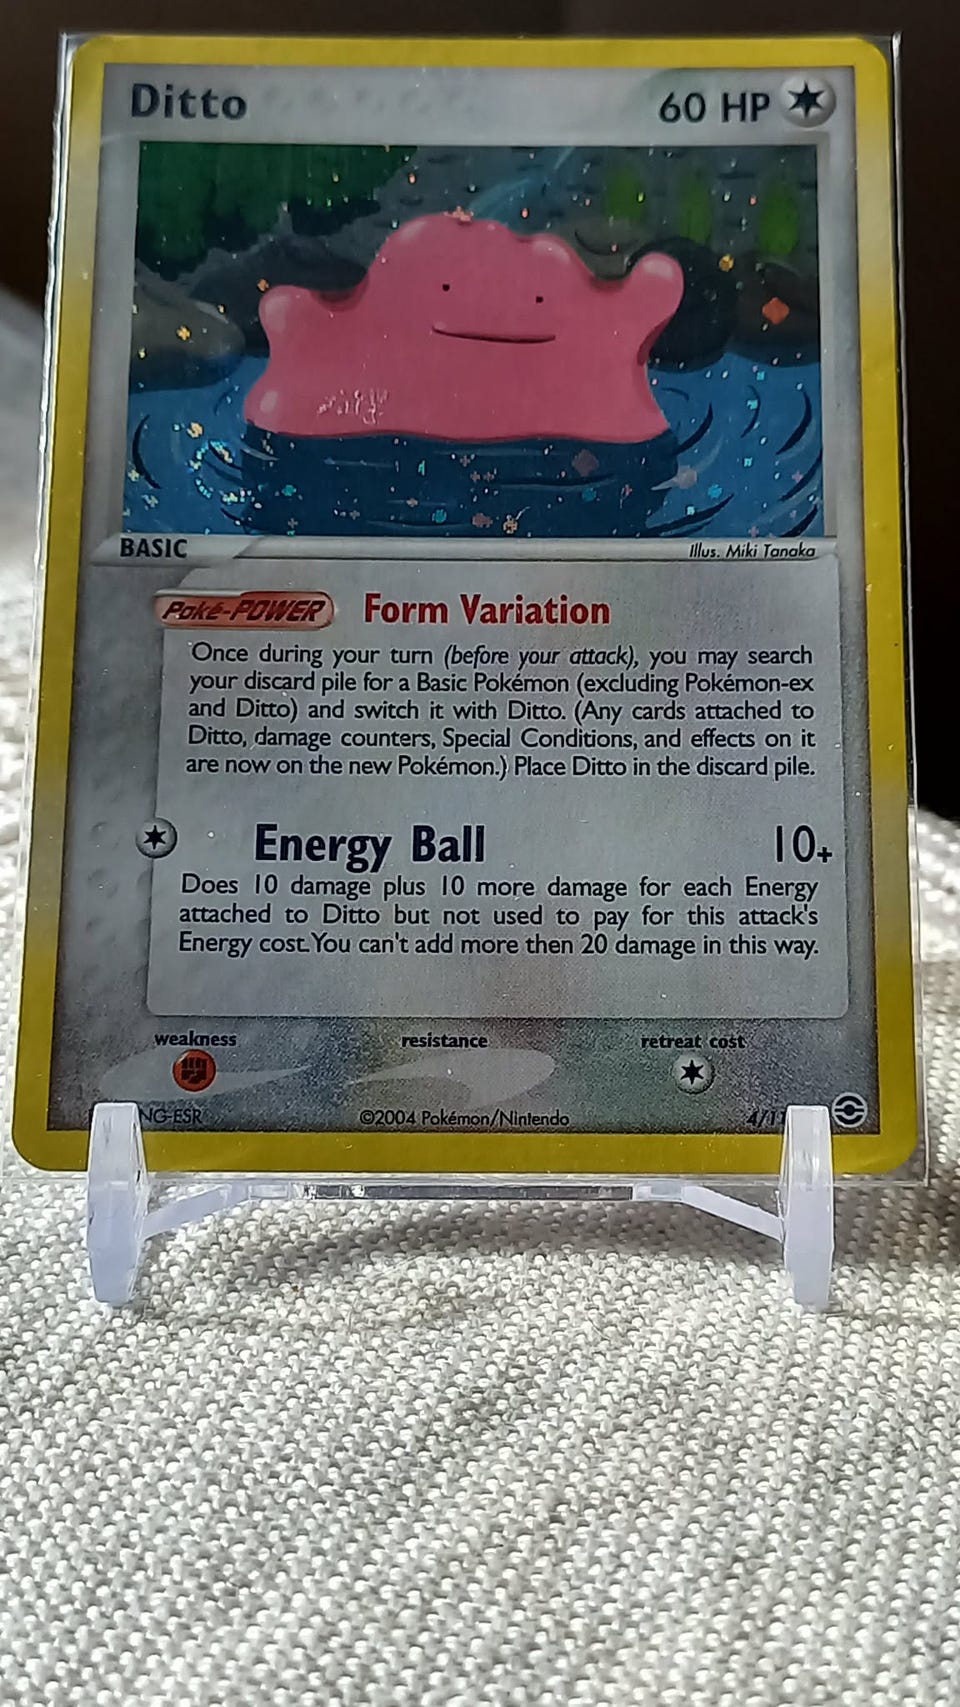 Ditto 60 HP
BASIC Illus. Miki Tanaka
Poké-POWER Form Variation
Once during your turn (before your attack), you may search
your discard pile for a Basic Pokémon (excluding Pokémon-ex
and Ditto) and switch it with Ditto. (Any cards attached to
Ditto, damage counters, Special Conditions, and effects on it
are now on the new Pokémon.) Place Ditto in the discard pile.
Energy Ball 10+
Does 10 damage plus 10 more damage for each Energy
attached to Ditto but not used to pay for this attack's
Energy cost. You can't add more then 20 damage in this way.
weakness resistance retreat cost
©2004 Pokémon/Nintendo